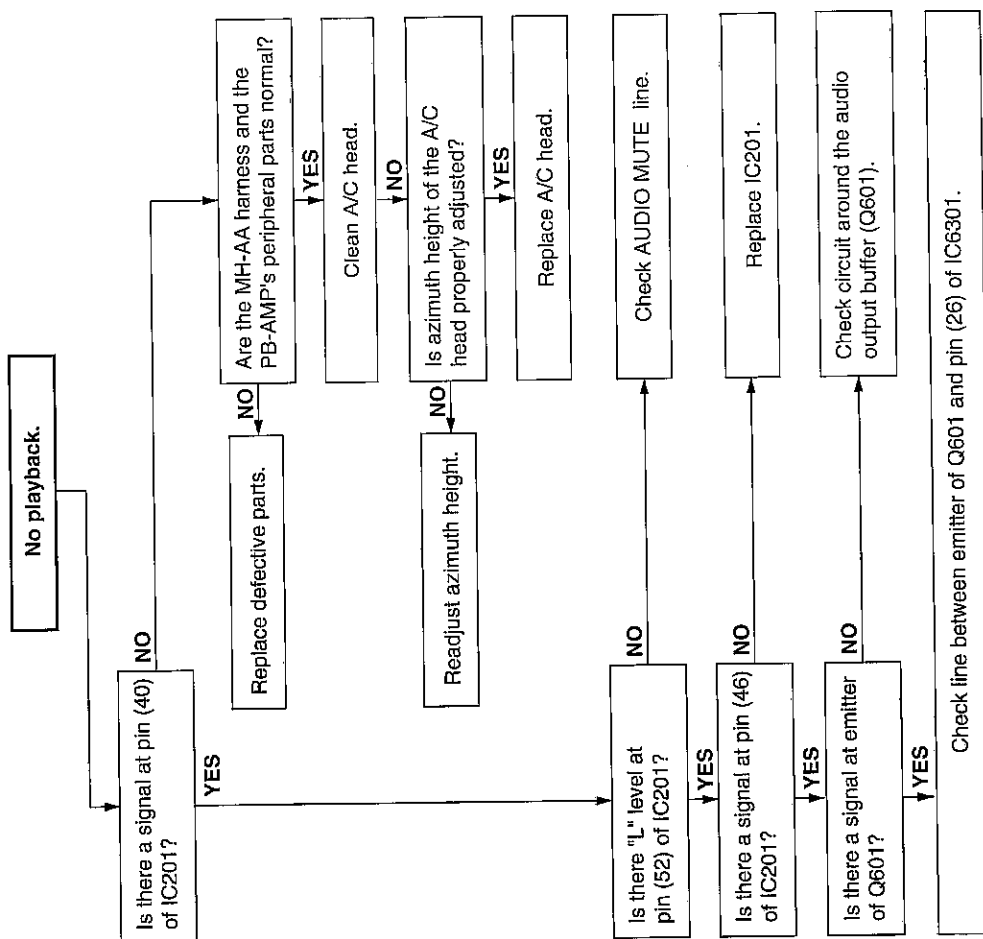 No playback.
Is there a signal at pin (40)
of IC201?
NO
YES
Are the MH-AA harness and the
PB-AMP's peripheral parts normal?
NO
Replace defective parts.
YES
Clean A/C head.
NO
Is azimuth height of the A/C
head properly adjusted?
NO
Readjust azimuth height.
YES
Replace A/C head.
Is there "L" level at
pin (52) of IC201?
NO
Check AUDIO MUTE line.
YES
Is there a signal at pin (46)
of IC201?
NO
Replace IC201.
YES
Is there a signal at emitter
of Q601?
NO
Check circuit around the audio
output buffer (Q601).
YES
Check line between emitter of Q601 and pin (26) of IC6301.